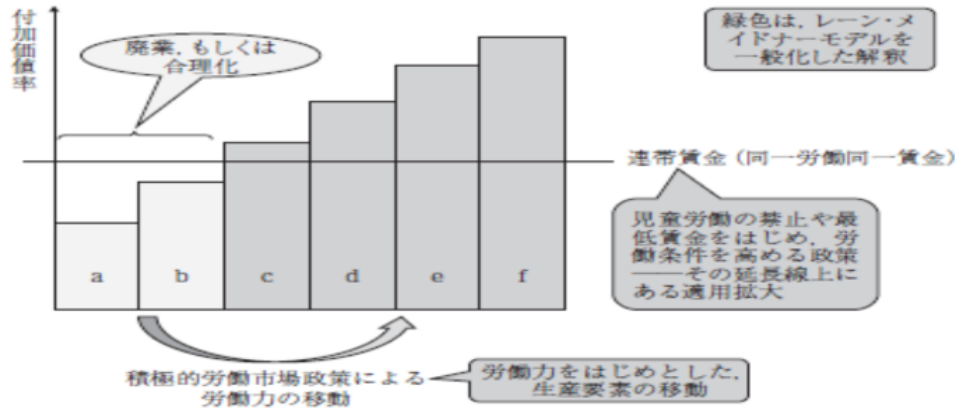 付加価値率
廃業，もしくは
合理化
緑色は，レーン・メ
イドナーモデルを
一般化した解釈
連帯賃金（同一労働同一賃金）
児童労働の禁止や最
低賃金をはじめ，労
働条件を高める政策
――その延長線上に
ある適用拡大
a
b
c
d
e
f
積極的労働市場政策による
労働力の移動
労働力をはじめとした，
生産要素の移動